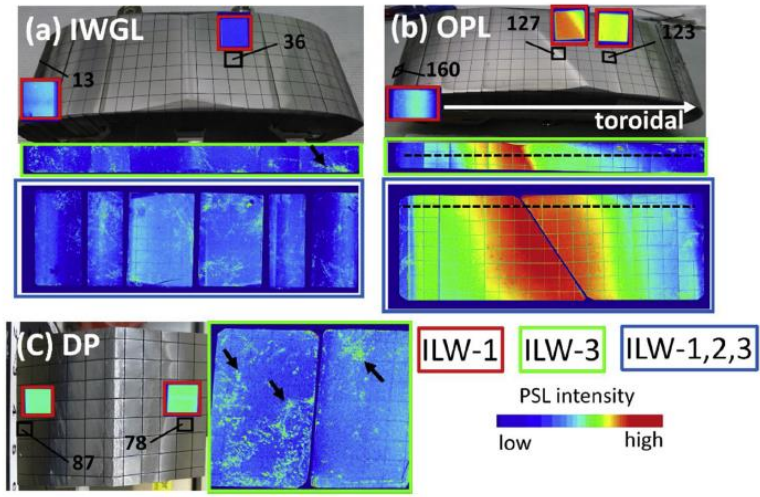 (a) IWGL
36
13
(b) OPL
127
123
160
toroidal
(C) DP
87
78
ILW-1
ILW-3
ILW-1,2,3
PSL intensity
low
high